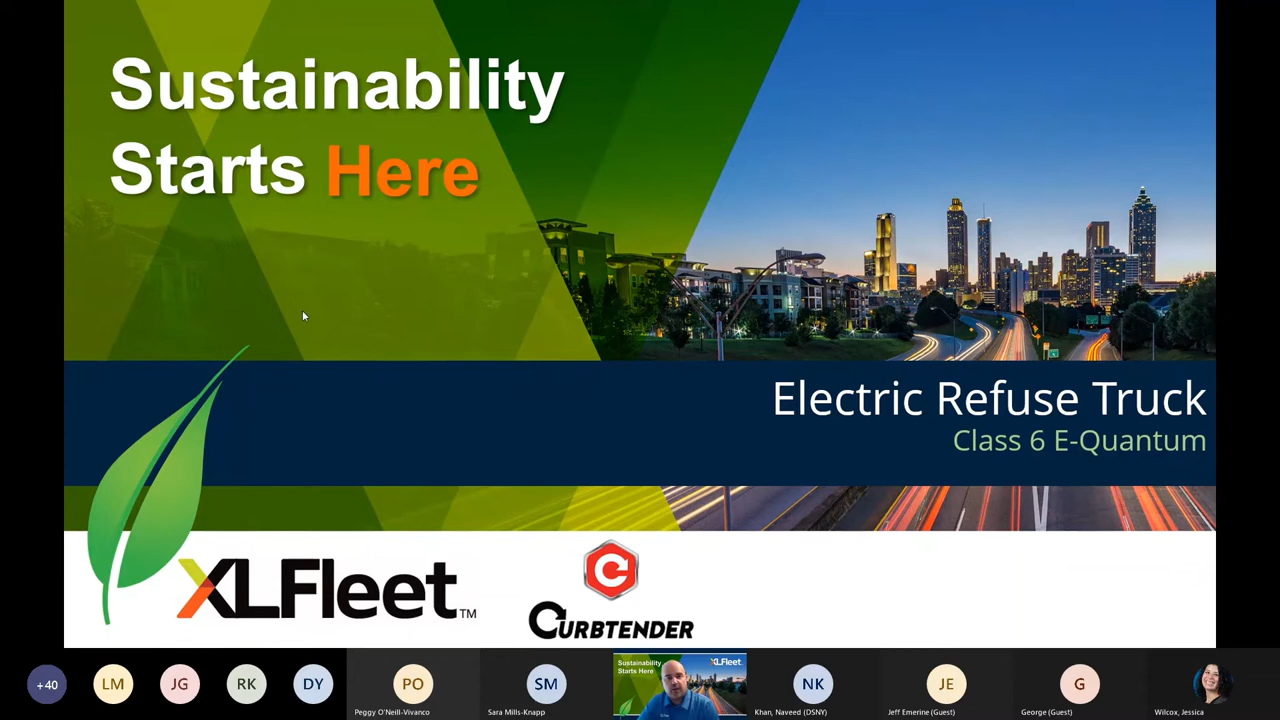 Sustainability
Starts Here
Electric Refuse Truck
Class 6 E-Quantum
XLFleet™
CURBTENDER
+40
LM
JG
RK
DY
PO
Peggy O'Neill-Vivanco
SM
Sara Mills-Knapp
Sustainability
Starts Here
XLFleet
NK
Khan, Naveed (DSNY)
JE
Jeff Emerine (Guest)
G
George (Guest)
Wilcox, Jessica